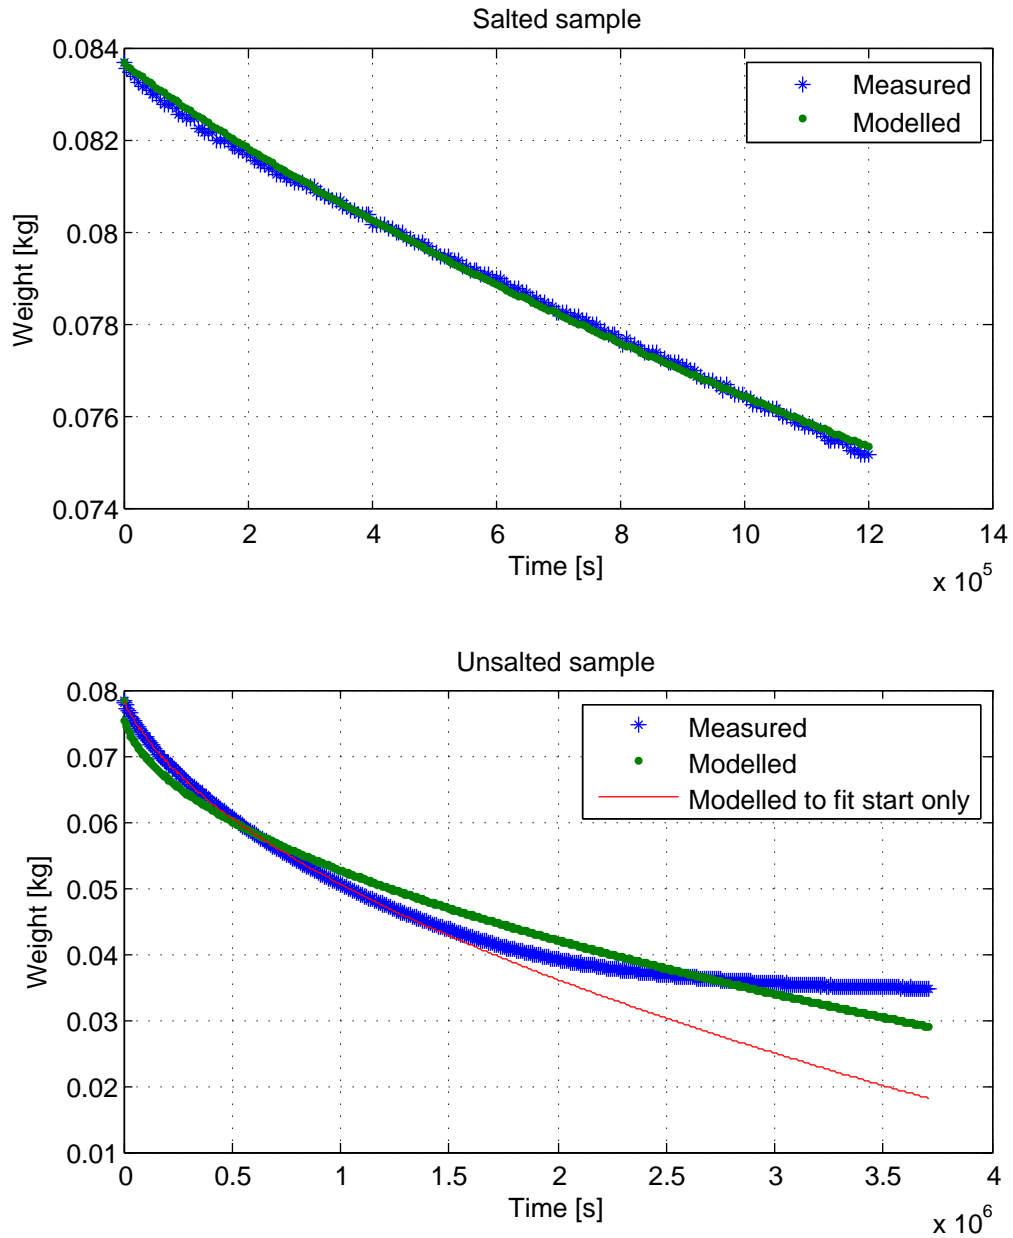 Salted sample
0.084
0.082
0.08
0.078
0.076
0.074
Weight [kg]
Measured
Modelled
0 2 4 6 8 10 12 14
Time [s]
x 10^5
Unsalted sample
0.08
0.07
0.06
0.05
0.04
0.03
0.02
0.01
Weight [kg]
Measured
Modelled
Modelled to fit start only
0 0.5 1 1.5 2 2.5 3 3.5 4
Time [s]
x 10^6